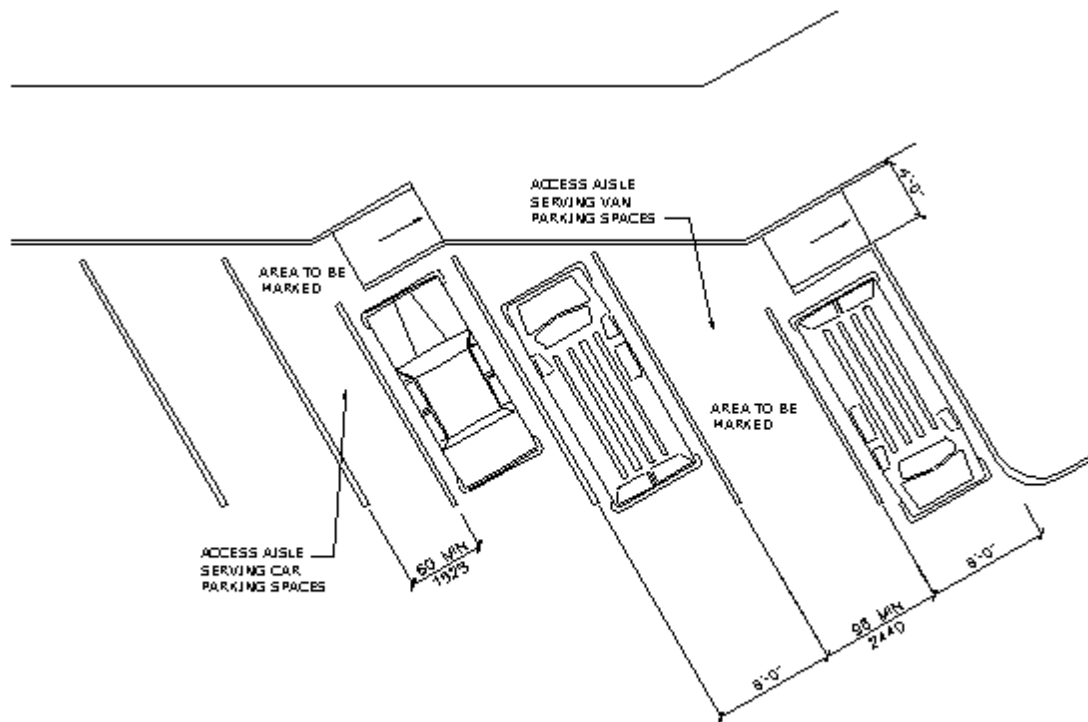 ACCESS AISLE
SERVING VAN
PARKING SPACES
4'-0"
AREA TO BE
MARKED
AREA TO BE
MARKED
ACCESS AISLE
SERVING CAR
PARKING SPACES
60 MIN
1525
8'-0"
96 MIN
2440
8'-0"